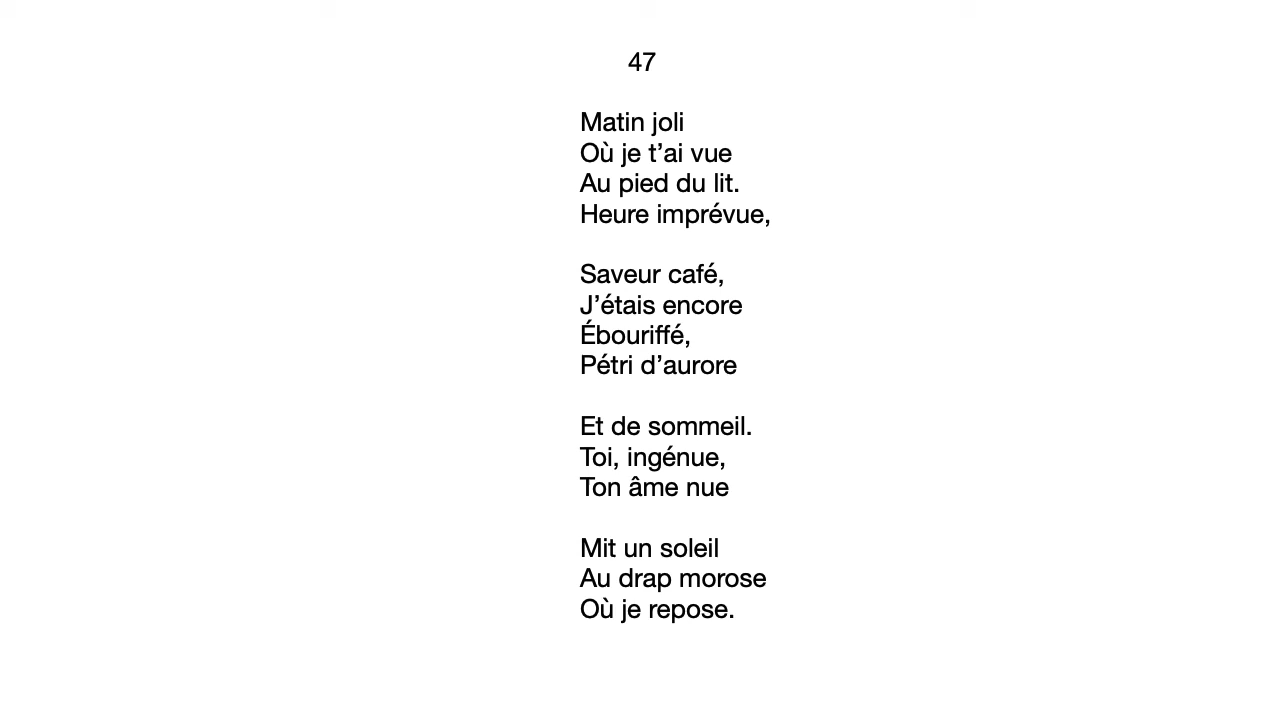 47
Matin joli
Où je t’ai vue
Au pied du lit.
Heure imprévue,
Saveur café,
J’étais encore
Ébouriffé,
Pétri d’aurore
Et de sommeil.
Toi, ingénue,
Ton âme nue
Mit un soleil
Au drap morose
Où je repose.